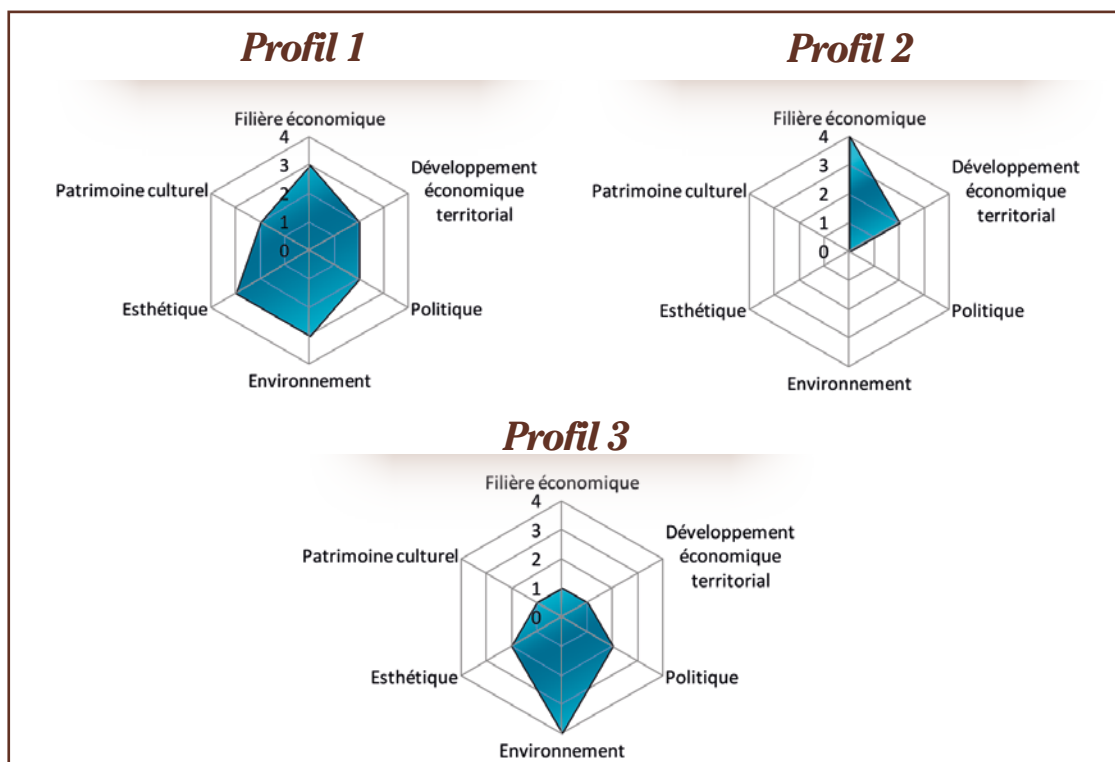 Profil 1
Filière économique
4
3
2
1
0
Développement
économique
territorial
Politique
Environnement
Esthétique
Patrimoine culturel
Profil 2
Filière économique
4
3
2
1
0
Développement
économique
territorial
Politique
Environnement
Esthétique
Patrimoine culturel
Profil 3
Filière économique
4
3
2
1
0
Développement
économique
territorial
Politique
Environnement
Esthétique
Patrimoine culturel